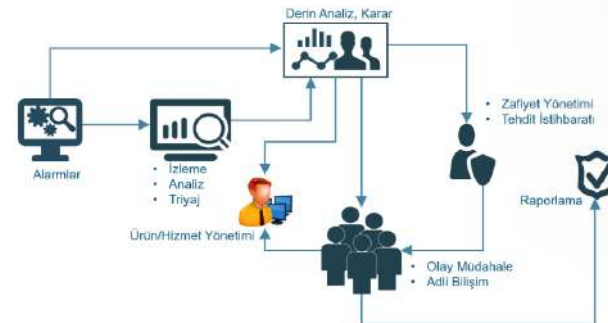 Derin Analiz, Karar
• Zafiyet Yönetimi
• Tehdit İstihbaratı
Alarmlar
• İzleme
• Analiz
• Triyaj
Raporlama
Ürün/Hizmet Yönetimi
• Olay Müdahale
• Adli Bilişim